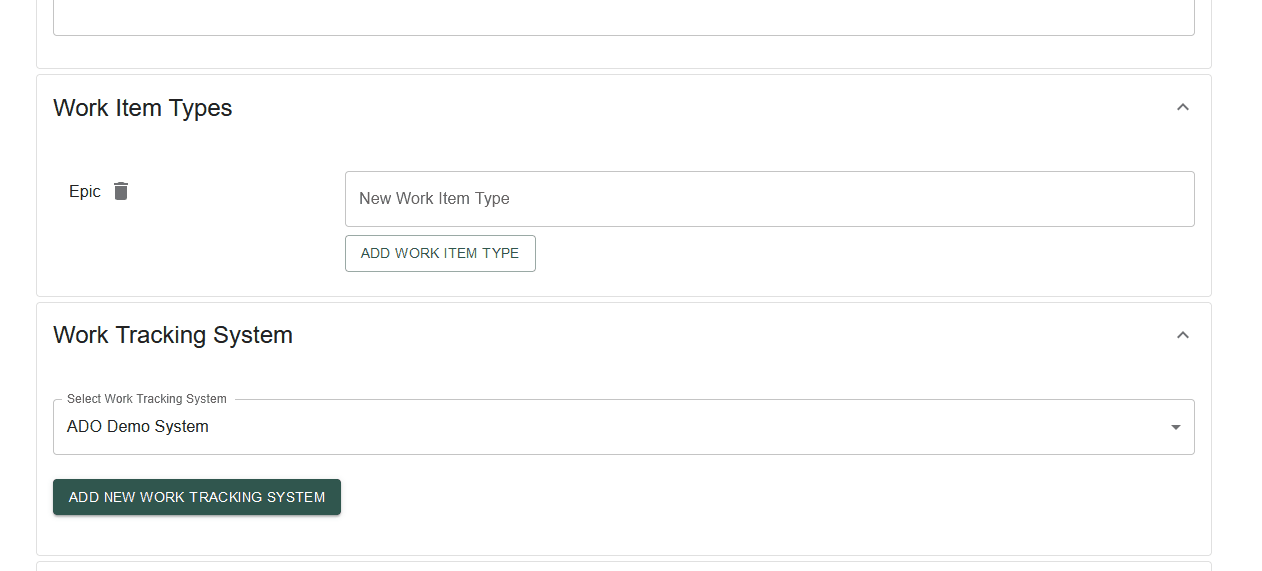 Work Item Types
Epic
New Work Item Type
ADD WORK ITEM TYPE
Work Tracking System
Select Work Tracking System
ADO Demo System
ADD NEW WORK TRACKING SYSTEM